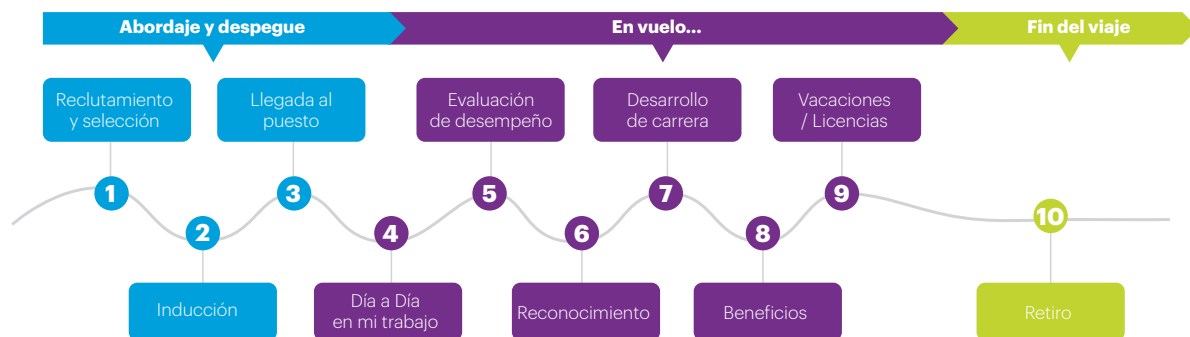 Abordaje y despegue
En vuelo...
Fin del viaje
Reclutamiento
y selección
Llegada al
puesto
Evaluación
de desempeño
Desarrollo
de carrera
Vacaciones
/ Licencias
1
2
3
4
5
6
7
8
9
10
Inducción
Día a Día
en mi trabajo
Reconocimiento
Beneficios
Retiro